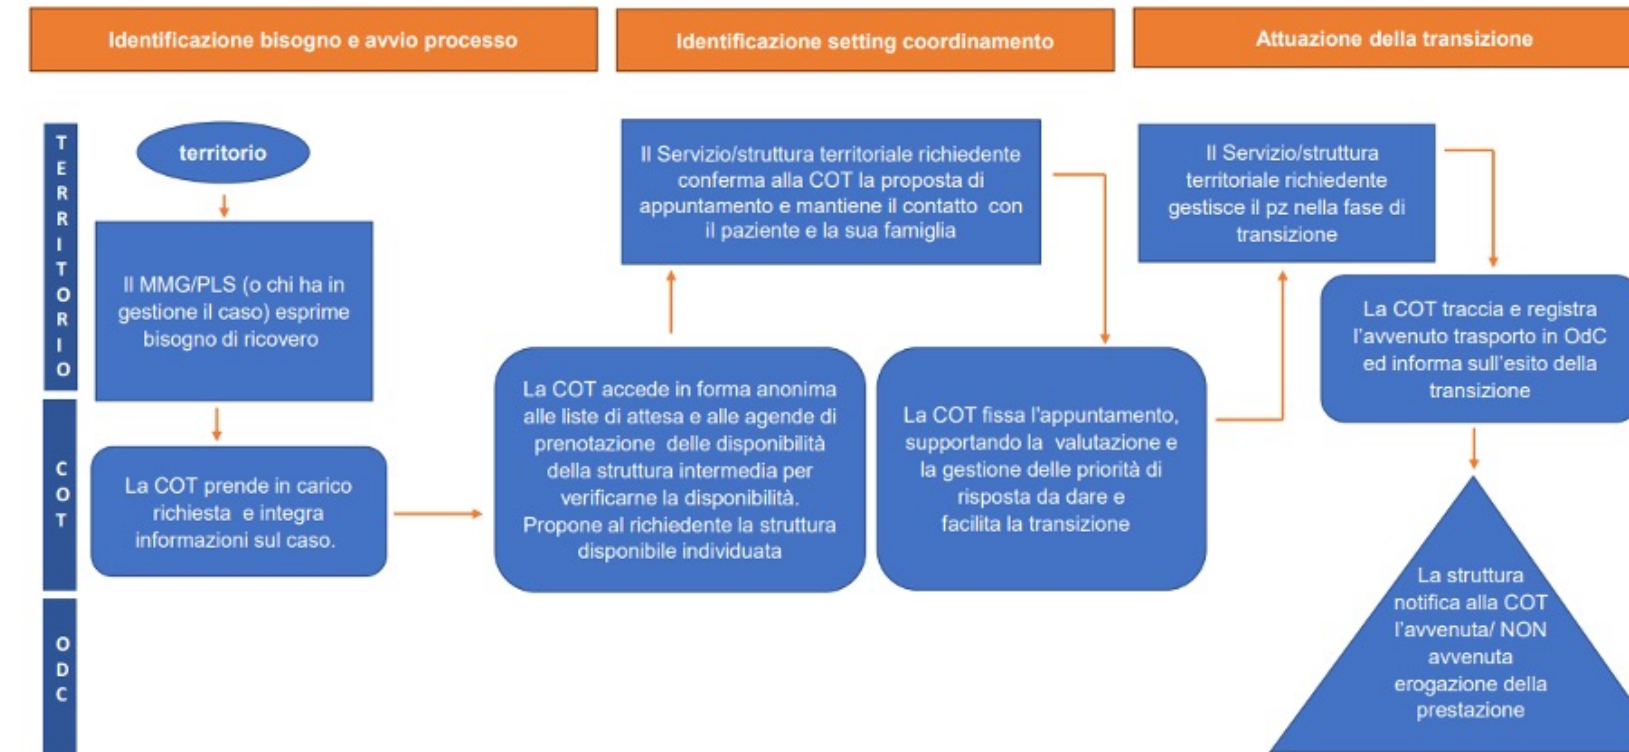 Identificazione bisogno e avvio processo
Identificazione setting coordinamento
Attuazione della transizione
TERRITORIO
territorio
Il MMG/PLS (o chi ha in
gestione il caso) esprime
bisogno di ricovero
COT
La COT prende in carico
richiesta e integra
informazioni sul caso.
La COT accede in forma anonima
alle liste di attesa e alle agende di
prenotazione delle disponibilità
della struttura intermedia per
verificarne la disponibilità.
Propone al richiedente la struttura
disponibile individuata
Il Servizio/struttura territoriale richiedente
conferma alla COT la proposta di
appuntamento e mantiene il contatto con
il paziente e la sua famiglia
La COT fissa l'appuntamento,
supportando la valutazione e
la gestione delle priorità di
risposta da dare e
facilita la transizione
Il Servizio/struttura
territoriale richiedente
gestisce il pz nella fase di
transizione
La COT traccia e registra
l'avvenuto trasporto in OdC
ed informa sull'esito della
transizione
ODC
La struttura
notifica alla COT
l'avvenuta/ NON
avvenuta
erogazione della
prestazione